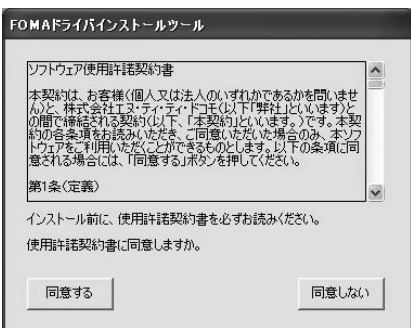 FOMAドライバインストールツール
ソフトウェア使用許諾契約書
本契約は、お客様(個人又は法人のいずれかであるかを問いませ
ん)と、株式会社エヌ・ティ・ティ・ドコモ(以下「弊社」といいます)と
の間で締結される契約(以下、「本契約」といいます。)です。本契
約の各条項をお読みいただき、ご同意いただいた場合のみ、本ソフ
トウェアをご利用いただくことができるものとします。以下の条項に同
意される場合には、「同意する」ボタンを押してください。
第1条(定義)
インストール前に、使用許諾契約書を必ずお読みください。
使用許諾契約書に同意しますか。
同意する
同意しない